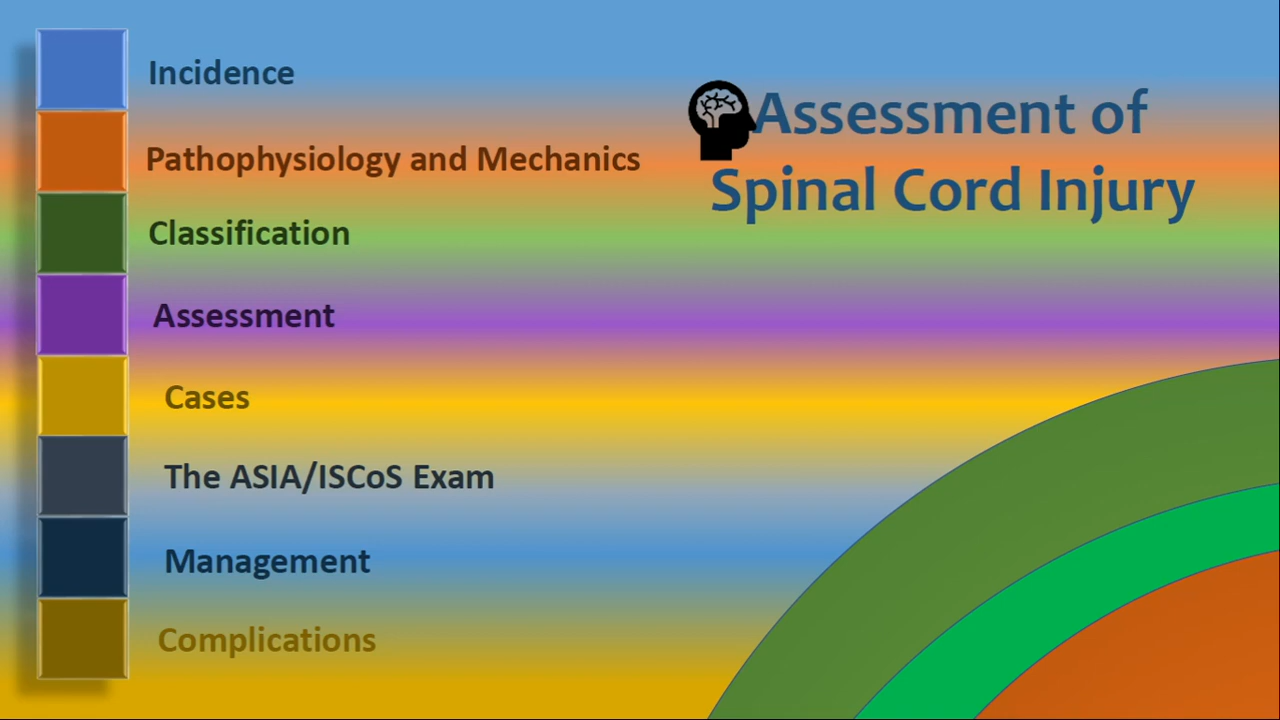 Assessment of
Spinal Cord Injury
Incidence
Pathophysiology and Mechanics
Classification
Assessment
Cases
The ASIA/ISCoS Exam
Management
Complications